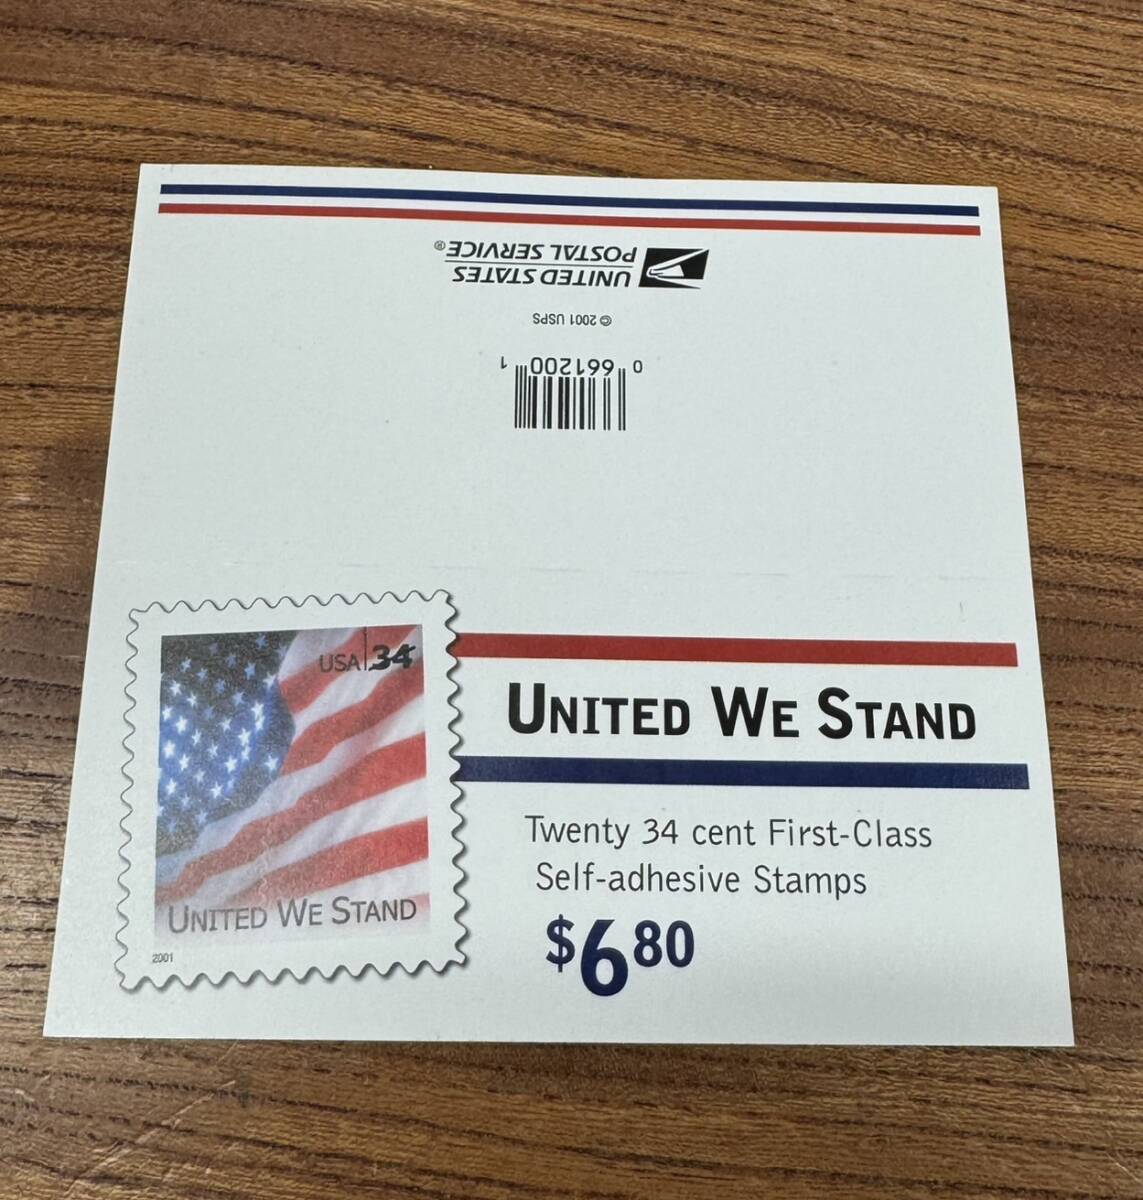 UNITED STATES
POSTAL SERVICE®
© 2001 USPS
0 661200 1
USA 34
UNITED WE STAND
2001
UNITED WE STAND
Twenty 34 cent First-Class
Self-adhesive Stamps
$6.80